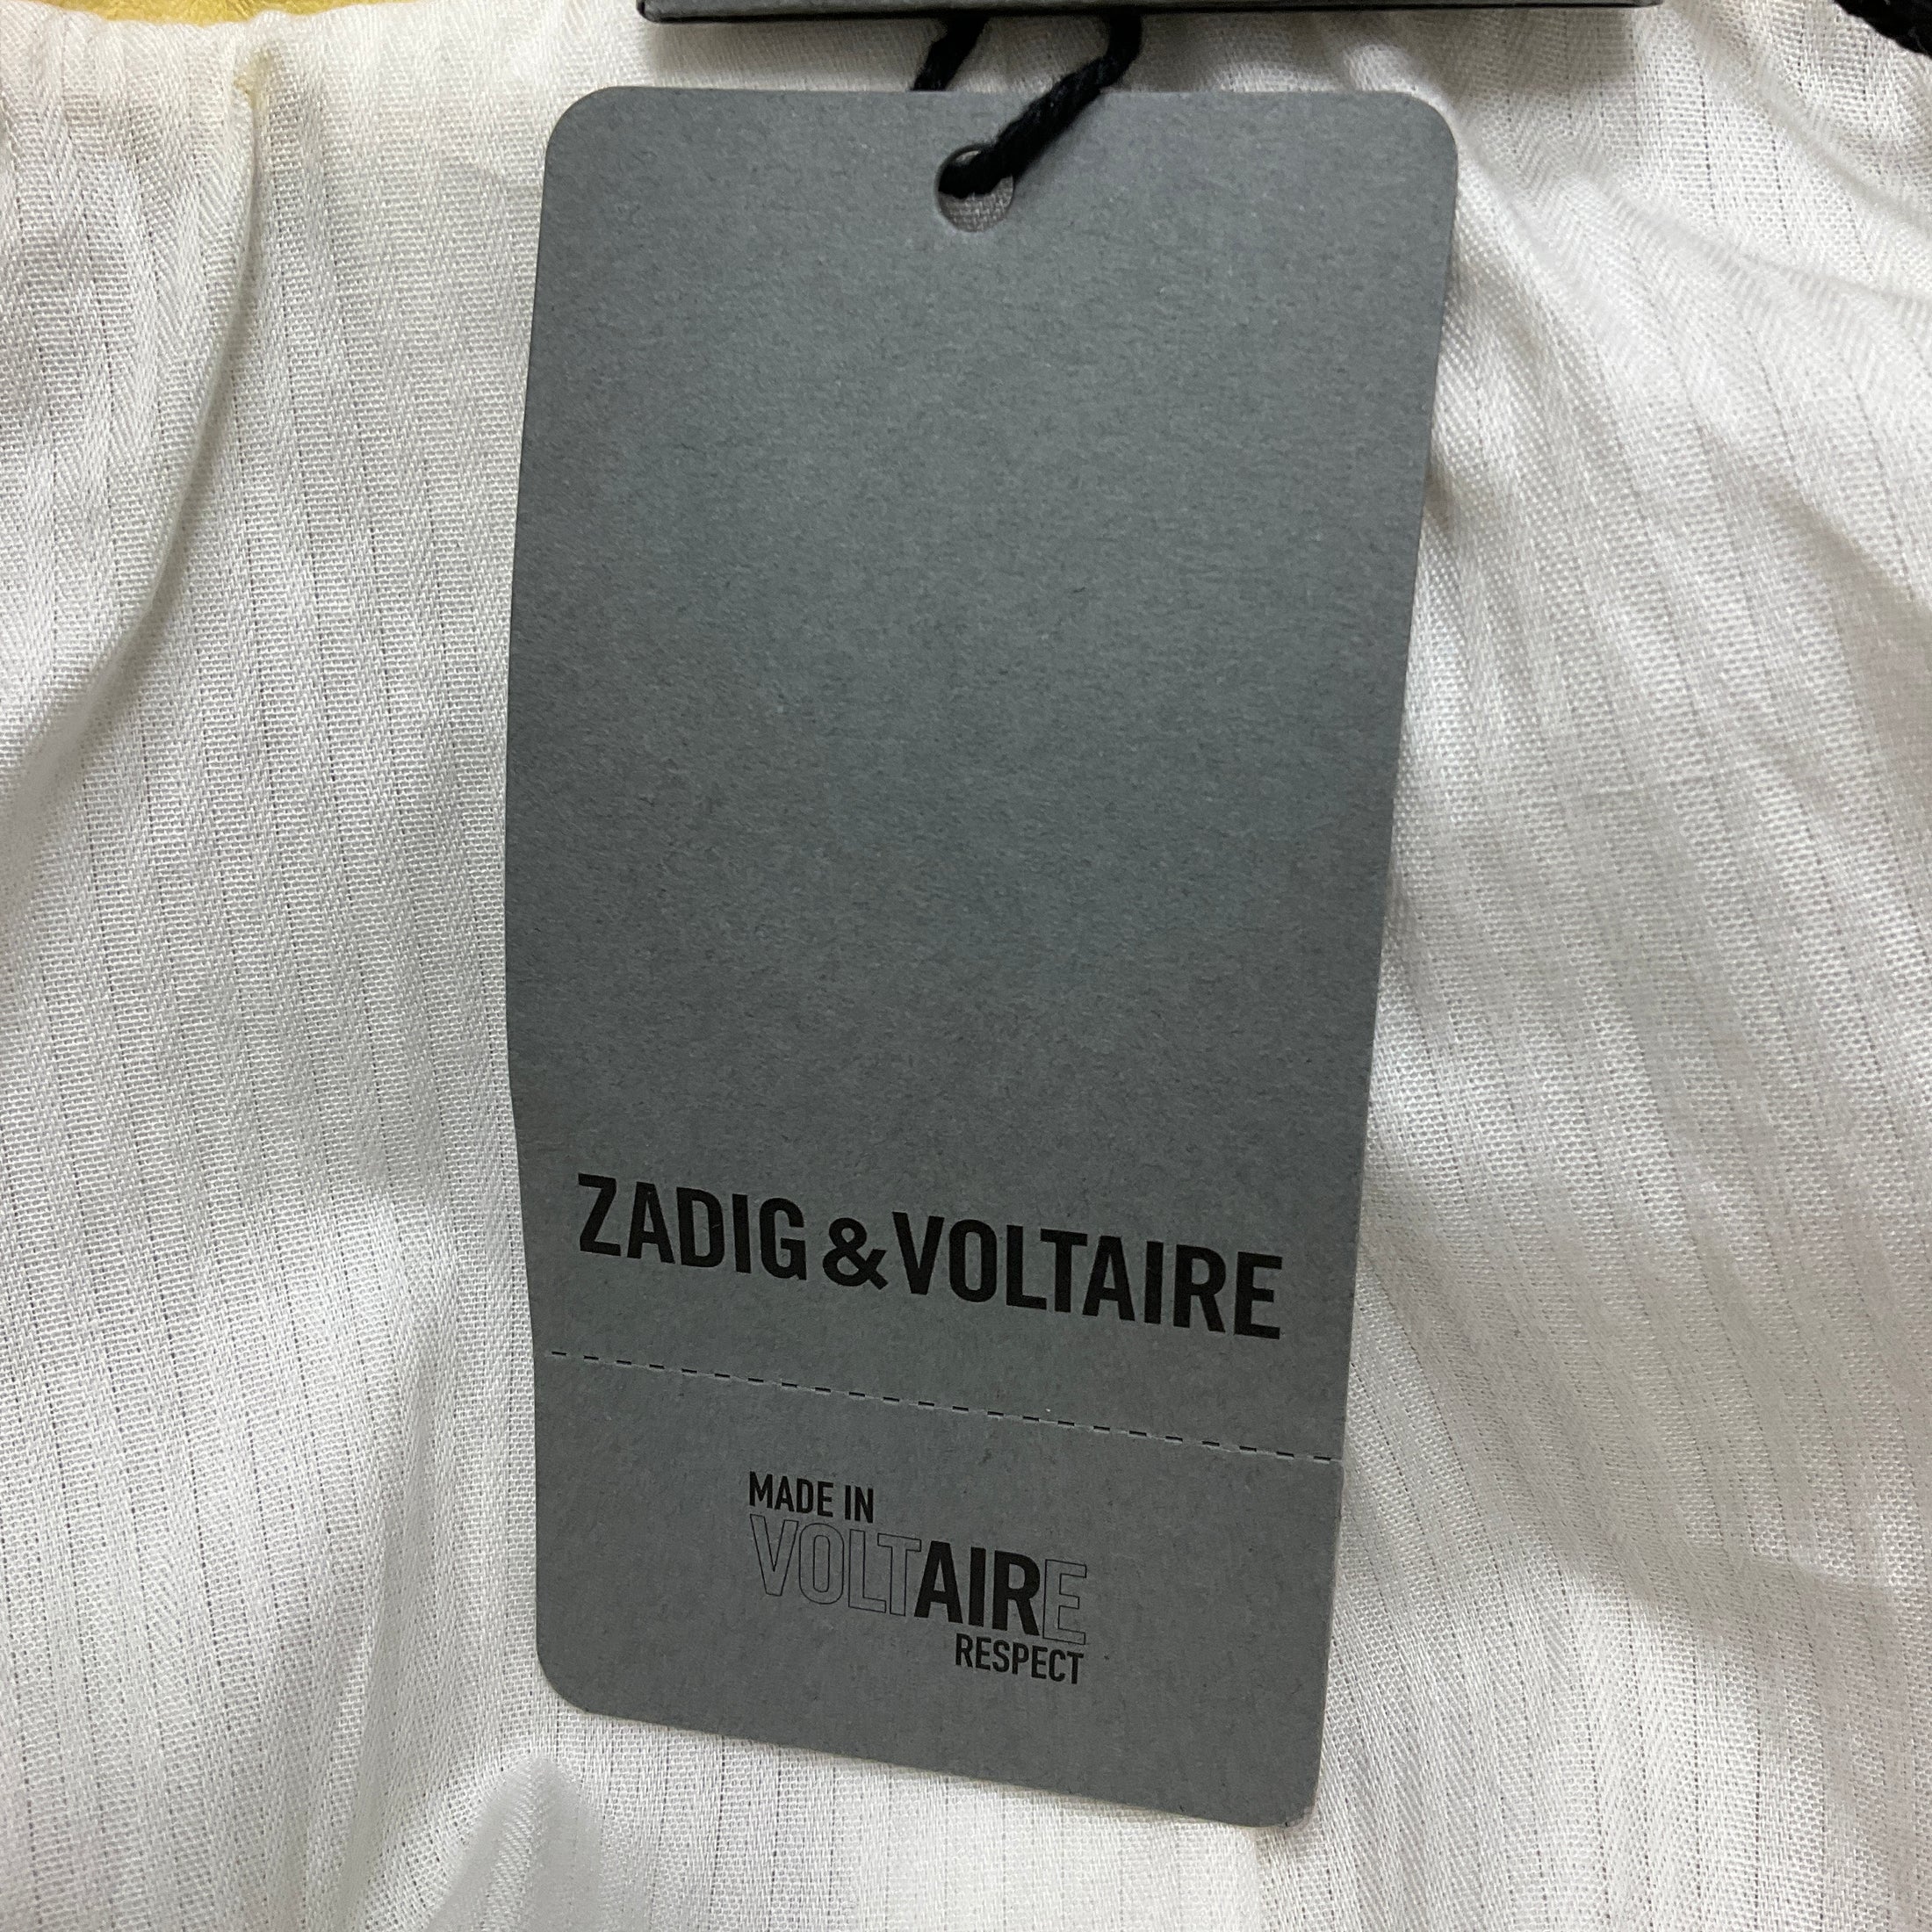 ZADIG & VOLTAIRE
MADE IN
VOLTAIRE
RESPECT